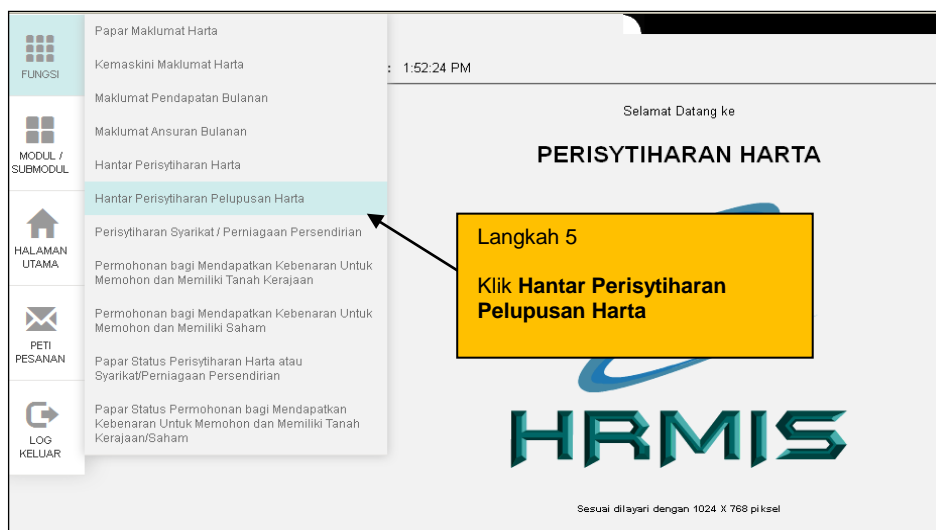 FUNGSI
MODUL /
SUBMODUL
HALAMAN
UTAMA
PETI
PESANAN
LOG
KELUAR
Papar Maklumat Harta
Kemaskini Maklumat Harta
Maklumat Pendapatan Bulanan
Maklumat Ansuran Bulanan
Hantar Perisytiharan Harta
Hantar Perisytiharan Pelupusan Harta
Perisytiharan Syarikat / Perniagaan Persendirian
Permohonan bagi Mendapatkan Kebenaran Untuk
Memohon dan Memiliki Tanah Kerajaan
Permohonan bagi Mendapatkan Kebenaran Untuk
Memohon dan Memiliki Saham
Papar Status Perisytiharan Harta atau
Syarikat/Perniagaan Persendirian
Papar Status Permohonan bagi Mendapatkan
Kebenaran Untuk Memohon dan Memiliki Tanah
Kerajaan/Saham
: 1:52:24 PM
Selamat Datang ke
PERISYTIHARAN HARTA
Langkah 5
Klik Hantar Perisytiharan
Pelupusan Harta
HRMIS
Sesuai dilayari dengan 1024 X 768 piksel